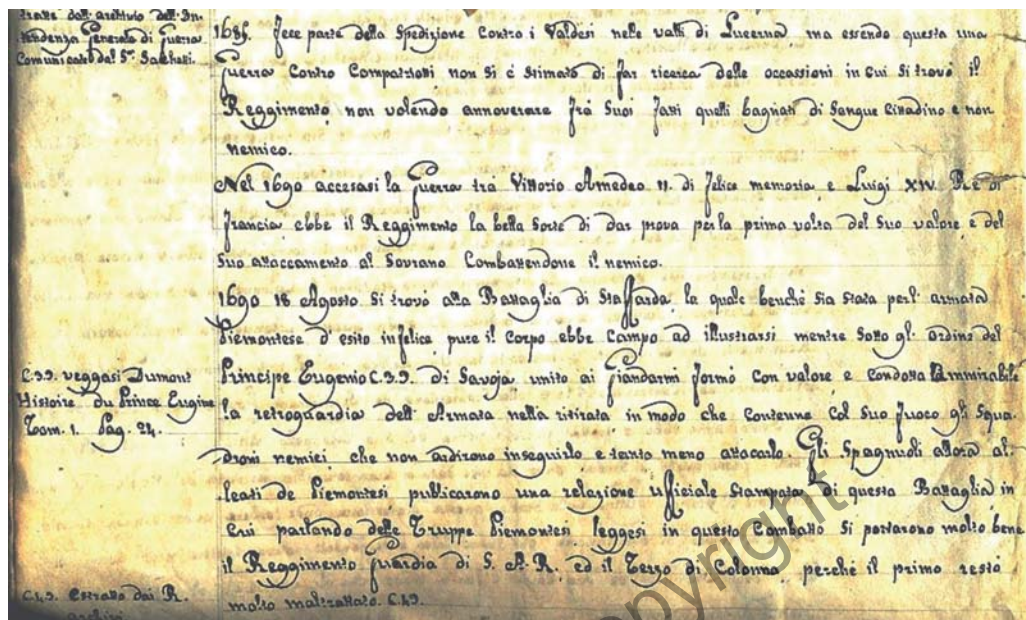 tratte dall'archivio dell'In-
tendenza Generale di Guerra
Comunicate dal Sr. Sacheti.
1685. Fece parte della Spedizione Contro i Valdesi nelle valli di Lucerna, ma essendo questa una
Guerra Contro Compatriotti non Si è Stimato di far ricerca delle occassioni in cui Si trovò il
Reggimento, non volendo annoverare frà Suoi fatti quelli bagnati di Sangue Cittadino e non
nemico.
Nel 1690 accesasi la Guerra trà Vittorio Amedeo II. di felice memoria, e Luigi XIV Rè di
francia ebbe il Reggimento la bella Sorte di dar prova per la prima volta del Suo valore, e del
Suo attaccamento al Sovrano Combattendone il nemico.
1690 18 Agosto Si trovò alla Battaglia di Staffarda, la quale benchè Sia Stata per l'armata
Piemontese d'esito infelice pure il Corpo ebbe Campo ad illustrarsi mentre Sotto gl'ordini del
Principe Eugenio (.3.). di Savoja, unito ai Giandarmi formò con valore e Condotta Ammirabile
la retroguardia dell'Armata nella ritirata in modo che Contenne Col Suo fuoco gli Squa-
droni nemici che non ardirono inseguirlo e tanto meno attacarlo. Gli Spagnuoli allora al-
leati de Piemontesi publicarono una relazione ufficiale Stampata di questa Battaglia in
Cui parlando delle Truppe Piemontesi leggesi in questo Combatto Si portarono molto bene
il Reggimento Guardia di S. A. R. ed il Terzo di Colonna, perchè il primo restò
molto maltrattato. (.4.).
(.3.). veggasi Dumont
Histoire du Prince Eugine
Tom. 1. Pag. 24.
(.4.). Estratto dai R.
archivi
copyright